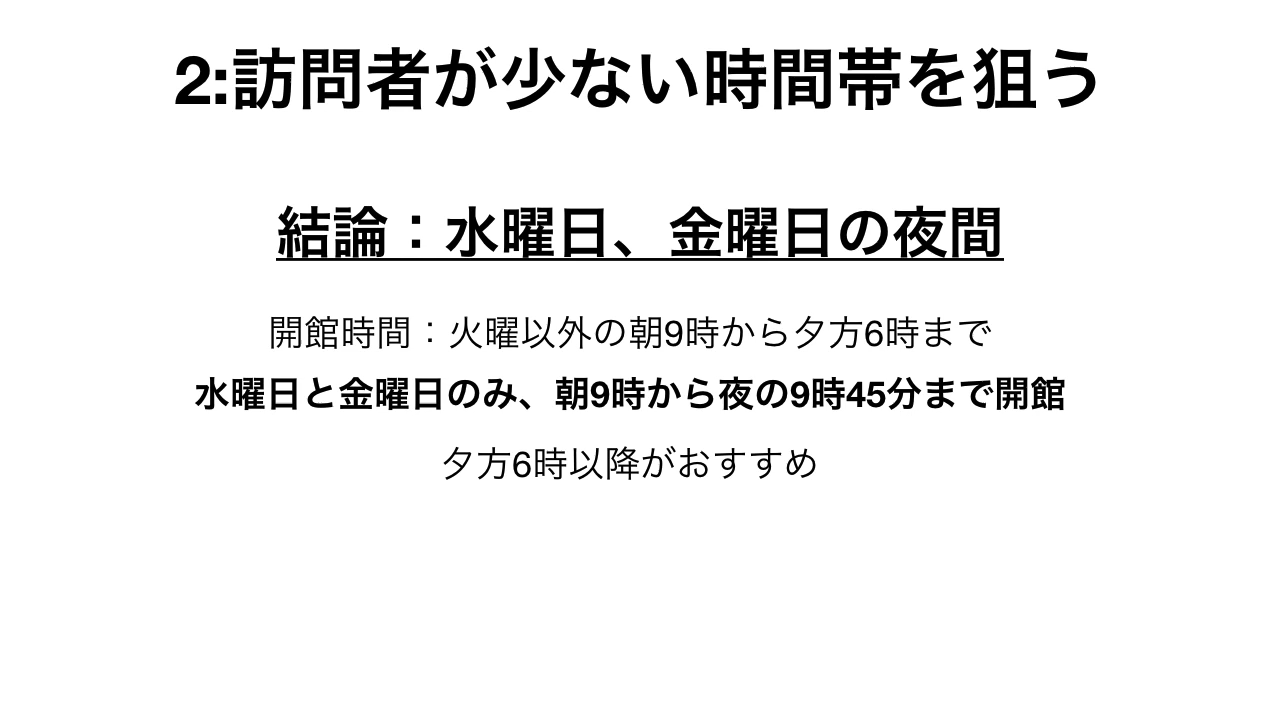 2:訪問者が少ない時間帯を狙う
結論：水曜日、金曜日の夜間
開館時間：火曜以外の朝9時から夕方6時まで
水曜日と金曜日のみ、朝9時から夜の9時45分まで開館
夕方6時以降がおすすめ